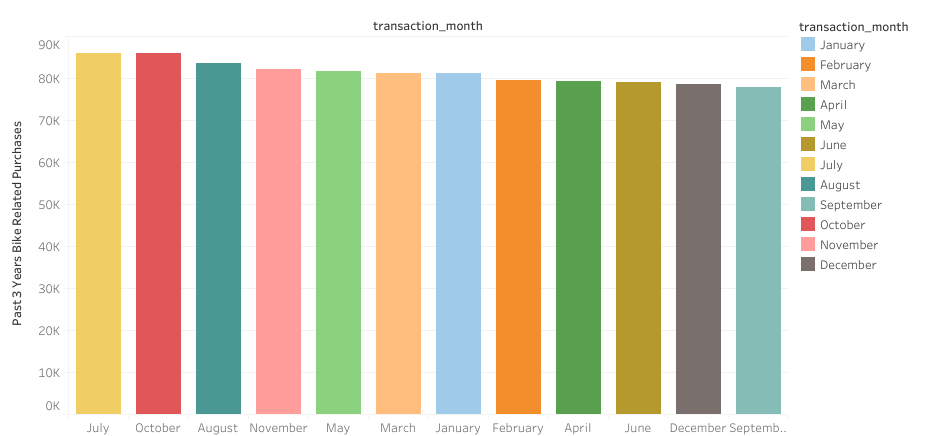 transaction_month
90K
80K
70K
60K
50K
40K
30K
20K
10K
0K
Past 3 Years Bike Related Purchases
July October August November May March January February April June December Septemb..
transaction_month
January
February
March
April
May
June
July
August
September
October
November
December